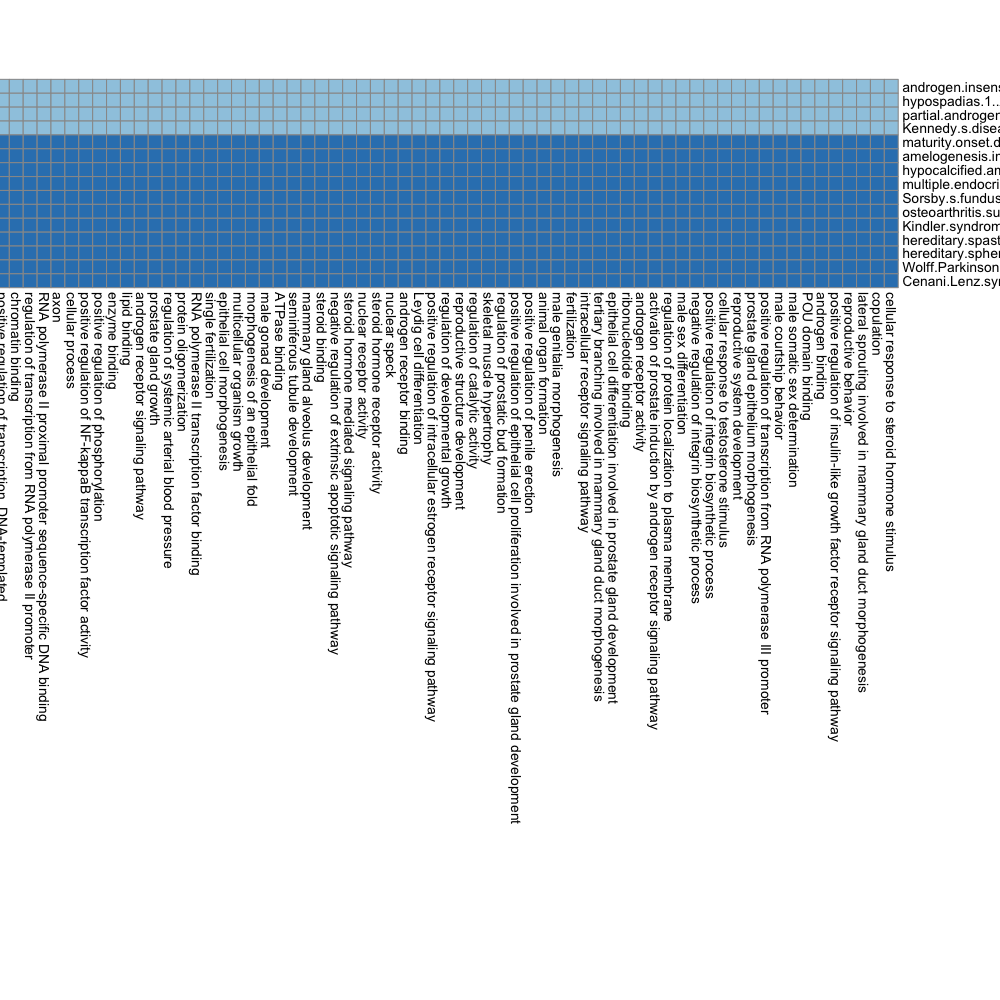 androgen.insens
hypospadias.1..
partial.androgen
Kennedy.s.disea
maturity.onset.d
amelogenesis.im
hypocalcified.am
multiple.endocri
Sorsby.s.fundus
osteoarthritis.su
Kindler.syndrom
hereditary.spast
hereditary.spher
Wolff.Parkinson
Cenani.Lenz.syn
positive regulation of transcription, DNA-templated
chromatin binding
regulation of transcription from RNA polymerase II promoter
RNA polymerase II proximal promoter sequence-specific DNA binding
axon
cellular process
positive regulation of NF-kappaB transcription factor activity
positive regulation of phosphorylation
enzyme binding
lipid binding
androgen receptor signaling pathway
prostate gland growth
regulation of systemic arterial blood pressure
protein oligomerization
RNA polymerase II transcription factor binding
single fertilization
epithelial cell morphogenesis
multicellular organism growth
morphogenesis of an epithelial fold
male gonad development
ATPase binding
seminiferous tubule development
mammary gland alveolus development
steroid binding
negative regulation of extrinsic apoptotic signaling pathway
steroid hormone mediated signaling pathway
nuclear receptor activity
steroid hormone receptor activity
nuclear speck
androgen receptor binding
Leydig cell differentiation
positive regulation of intracellular estrogen receptor signaling pathway
regulation of developmental growth
reproductive structure development
regulation of catalytic activity
skeletal muscle hypertrophy
regulation of prostatic bud formation
positive regulation of epithelial cell proliferation involved in prostate gland development
positive regulation of penile erection
animal organ formation
male genitalia morphogenesis
fertilization
intracellular receptor signaling pathway
tertiary branching involved in mammary gland duct morphogenesis
epithelial cell differentiation involved in prostate gland development
ribonucleotide binding
androgen receptor activity
activation of prostate induction by androgen receptor signaling pathway
regulation of protein localization to plasma membrane
male sex differentiation
negative regulation of integrin biosynthetic process
positive regulation of integrin biosynthetic process
cellular response to testosterone stimulus
reproductive system development
prostate gland epithelium morphogenesis
positive regulation of transcription from RNA polymerase III promoter
male courtship behavior
male somatic sex determination
POU domain binding
androgen binding
positive regulation of insulin-like growth factor receptor signaling pathway
reproductive behavior
lateral sprouting involved in mammary gland duct morphogenesis
copulation
cellular response to steroid hormone stimulus